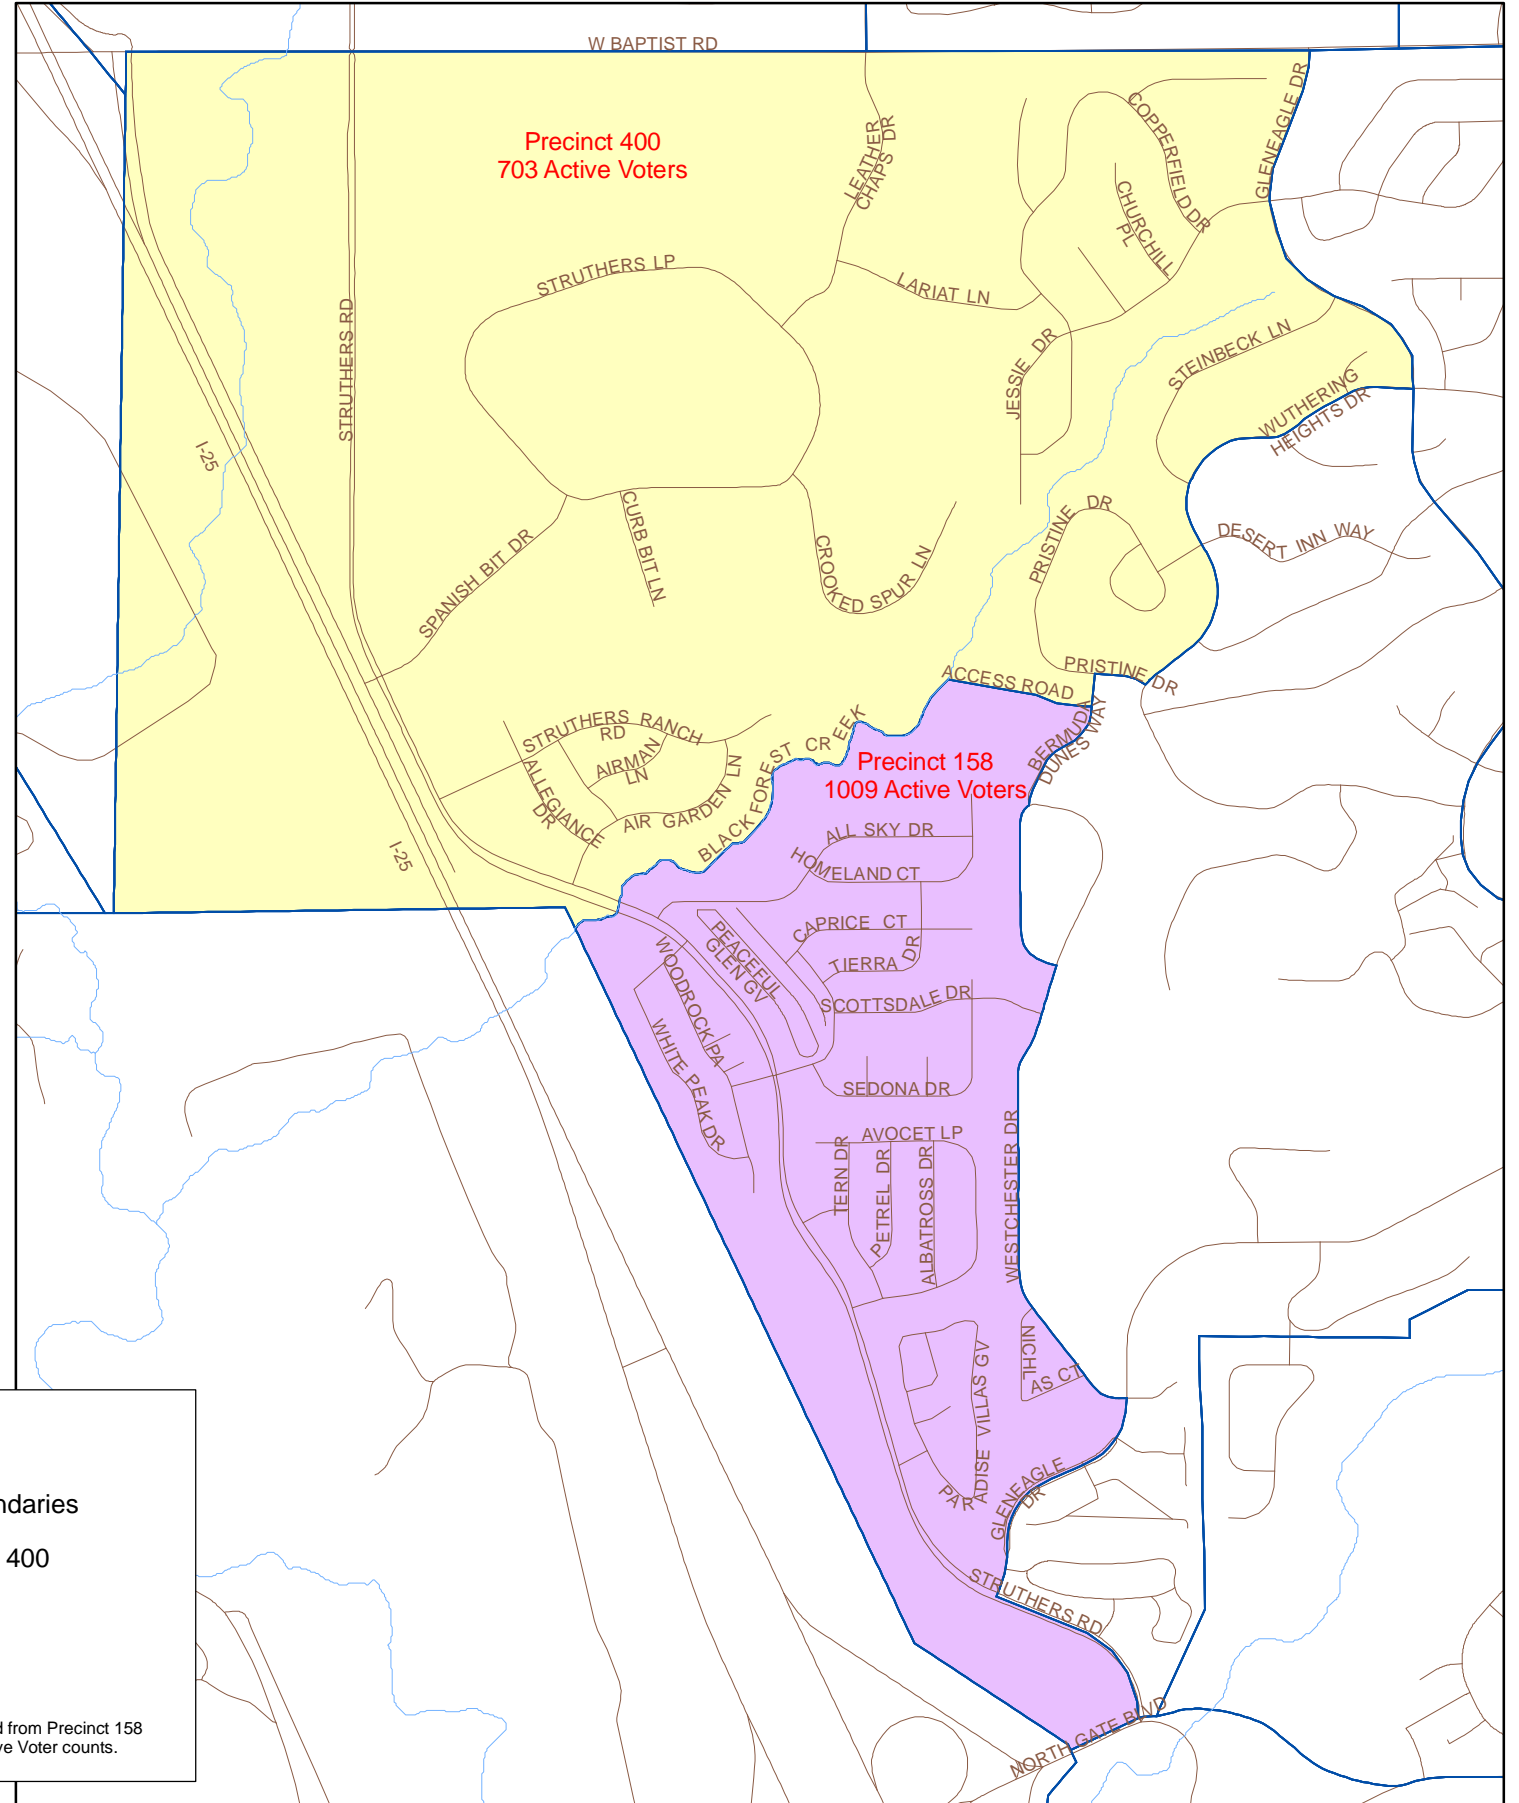 W BAPTIST RD
Precinct 400
703 Active Voters
LEATHER
CHAPS DR
COPPERFIELD DR
GLENEAGLE DR
CHURCHILL
PL
STRUTHERS LP
LARIAT LN
STRUTHERS RD
JESSIE DR
STEINBECK LN
WUTHERING
HEIGHTS DR
I-25
SPANISH BIT DR
CURB BIT LN
CROOKED SPUR LN
PRISTINE DR
DESERT INN WAY
PRISTINE DR
ACCESS ROAD
BERMUDA
DUNES WAY
STRUTHERS RANCH
RD
AIRMAN
LN
ALLEGIANCE
DR
AIR GARDEN LN
BLACK FOREST CREEK
I-25
Precinct 158
1009 Active Voters
ALL SKY DR
HOMELAND CT
CAPRICE CT
TIERRA DR
PEACEFUL
GLEN GV
WOODROCK PA
WHITE PEAK DR
SCOTTSDALE DR
SEDONA DR
AVOCET LP
TERN DR
PETREL DR
ALBATROSS DR
WESTCHESTER DR
NICHL
AS CT
PARADISE VILLAS GV
GLENEAGLE
DR
STRUTHERS RD
NORTH GATE BLVD
ndaries
400
d from Precinct 158
ve Voter counts.